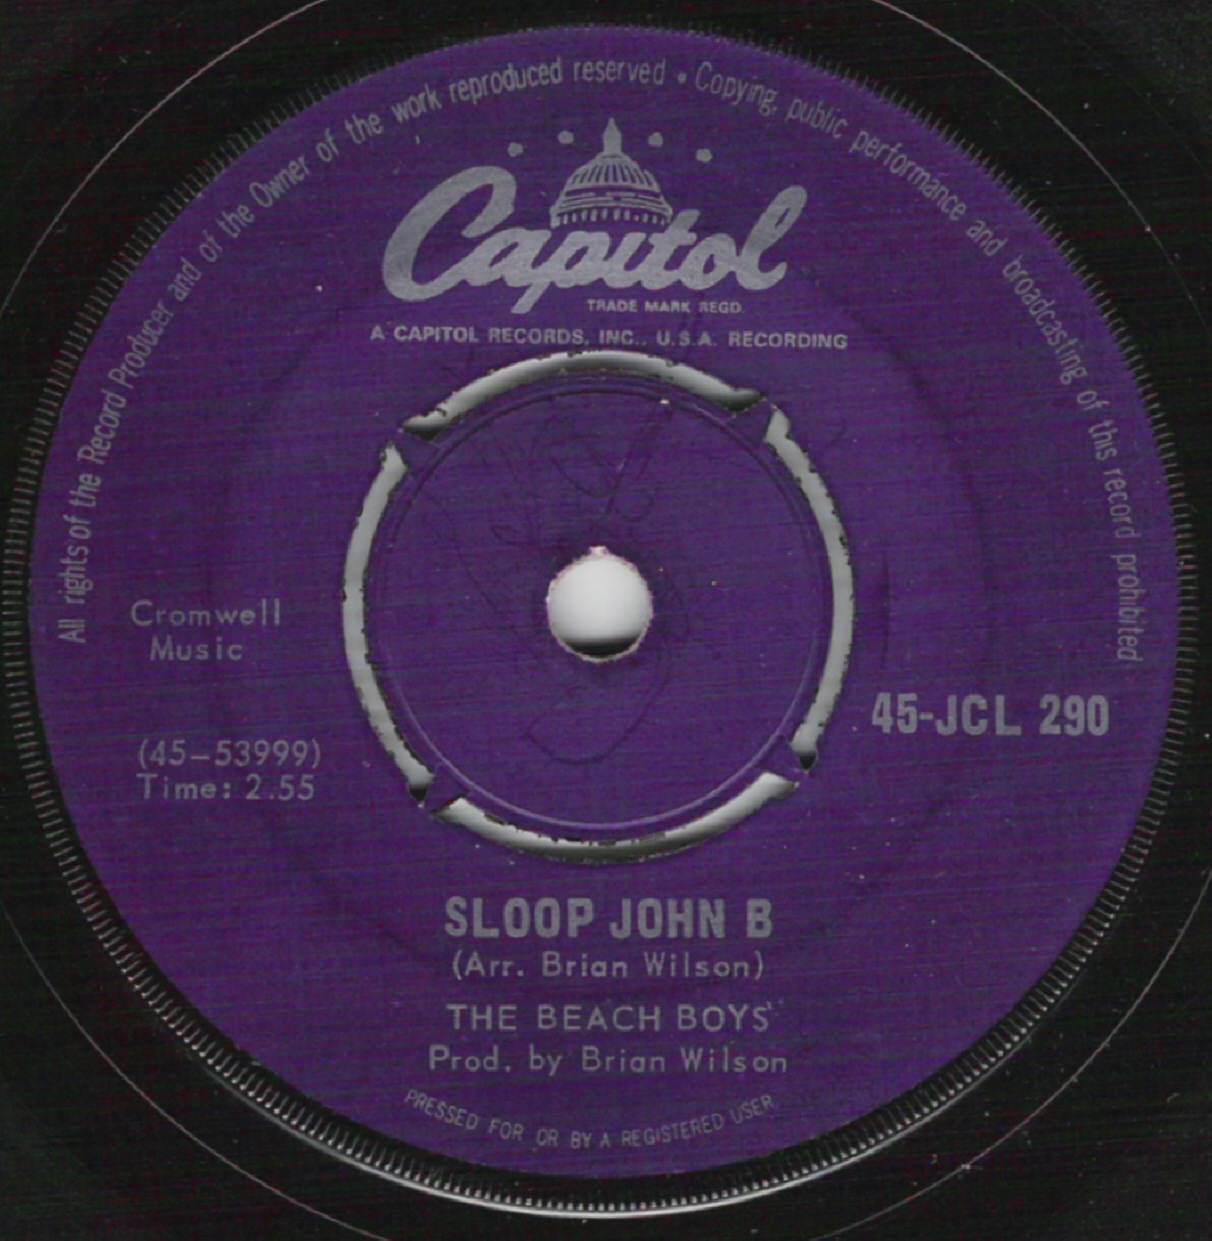 All rights of the Record Producer and of the Owner of the work reproduced reserved • Copying, public performance and broadcasting of this record prohibited
Capitol
TRADE MARK REGD.
A CAPITOL RECORDS, INC., U.S.A. RECORDING
Cromwell
Music
45-JCL 290
(45-53999)
Time: 2.55
SLOOP JOHN B
(Arr. Brian Wilson)
THE BEACH BOYS
Prod. by Brian Wilson
PRESSED FOR OR BY A REGISTERED USER